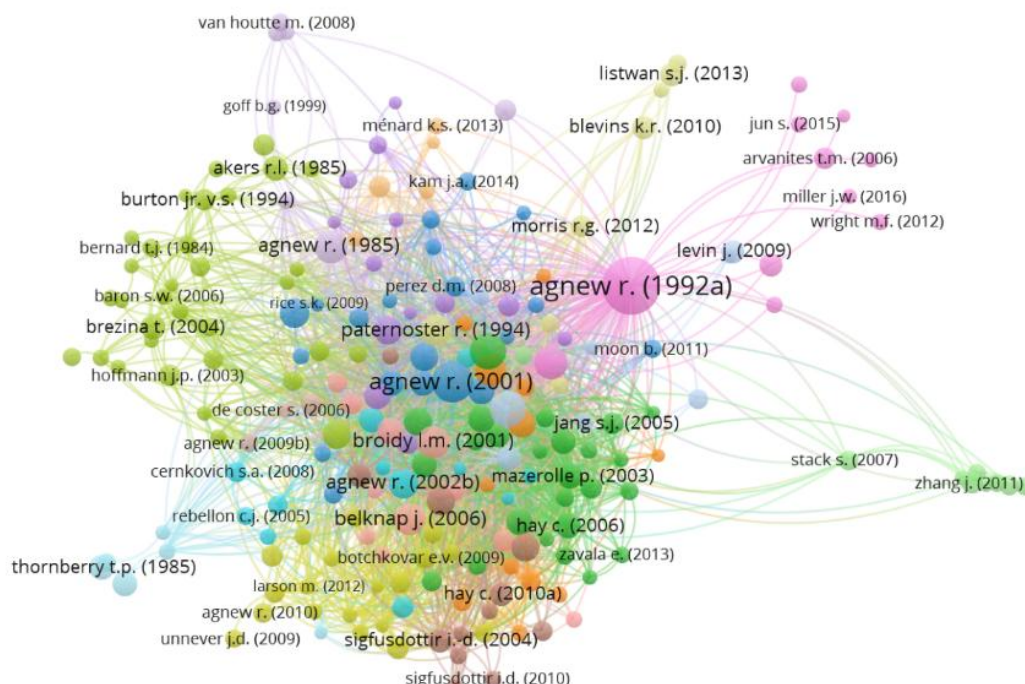 van houtte m. (2008)
listwan s.j. (2013)
goff b.g. (1999)
ménard k.s. (2013)
blevins k.r. (2010)
jun s. (2015)
akers r.l. (1985)
arvanites t.m. (2006)
kam j.a. (2014)
burton jr. v.s. (1994)
miller j.w. (2016)
morris r.g. (2012)
wright m.f. (2012)
bernard t.j. (1984)
agnew r. (1985)
levin j. (2009)
agnew r. (1992a)
perez d.m. (2008)
baron s.w. (2006)
rice s.k. (2009)
brezina t. (2004)
paternoster r. (1994)
moon b. (2011)
hoffmann j.p. (2003)
agnew r. (2001)
de coster s. (2006)
jang s.j. (2005)
agnew r. (2009b)
broidy l.m. (2001)
stack s. (2007)
cernkovich s.a. (2008)
mazerolle p. (2003)
agnew r. (2002b)
zhang j. (2011)
rebellon c.j. (2005)
belknap j. (2006)
hay c. (2006)
zavala e. (2013)
botchkovar e.v. (2009)
thornberry t.p. (1985)
larson m. (2012)
hay c. (2010a)
agnew r. (2010)
unnever j.d. (2009)
sigfusdottir i.-d. (2004)
sigfusdottir i.d. (2010)